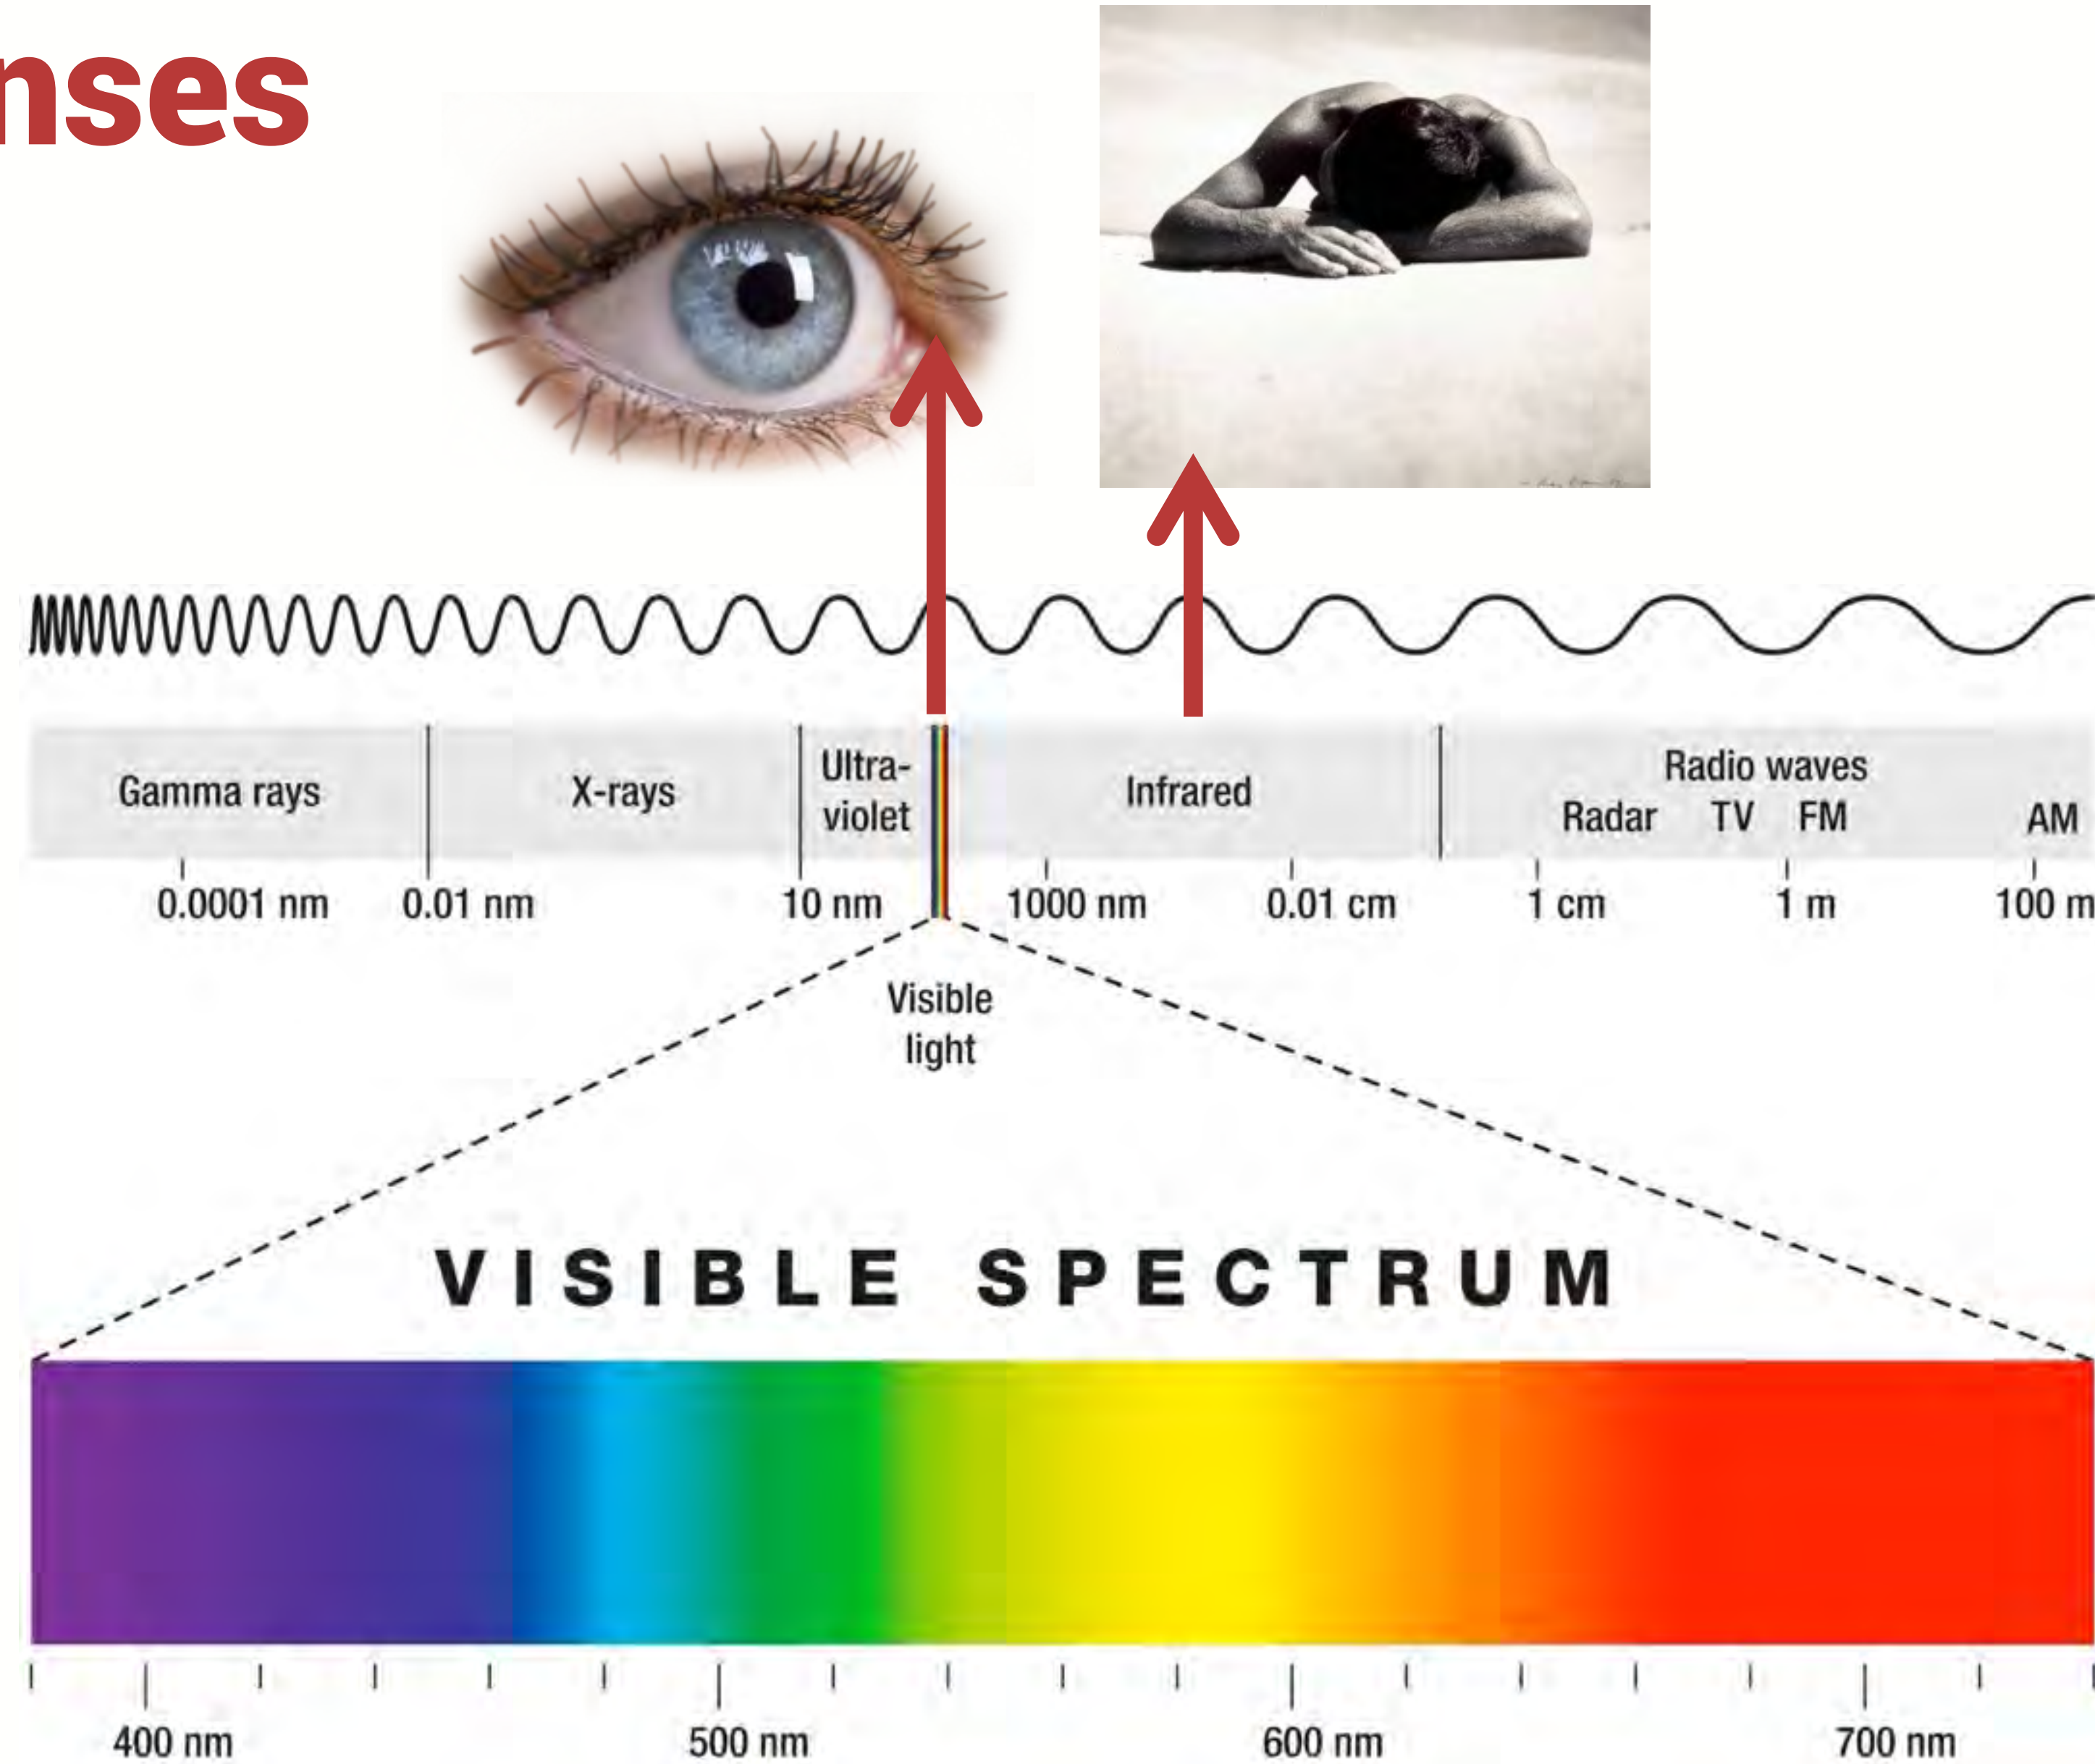 nses
Gamma rays
X-rays
Ultra-
violet
Infrared
Radio waves
Radar TV FM AM
0.0001 nm 0.01 nm 10 nm 1000 nm 0.01 cm 1 cm 1 m 100 m
Visible
light
VISIBLE SPECTRUM
400 nm 500 nm 600 nm 700 nm